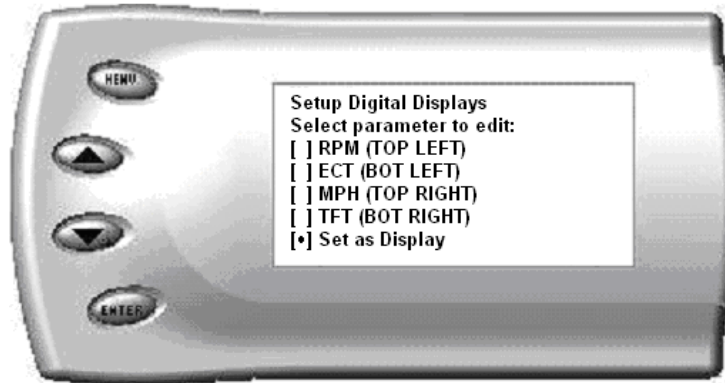 MENU
Setup Digital Displays
Select parameter to edit:
[ ] RPM (TOP LEFT)
[ ] ECT (BOT LEFT)
[ ] MPH (TOP RIGHT)
[ ] TFT (BOT RIGHT)
[•] Set as Display
ENTER